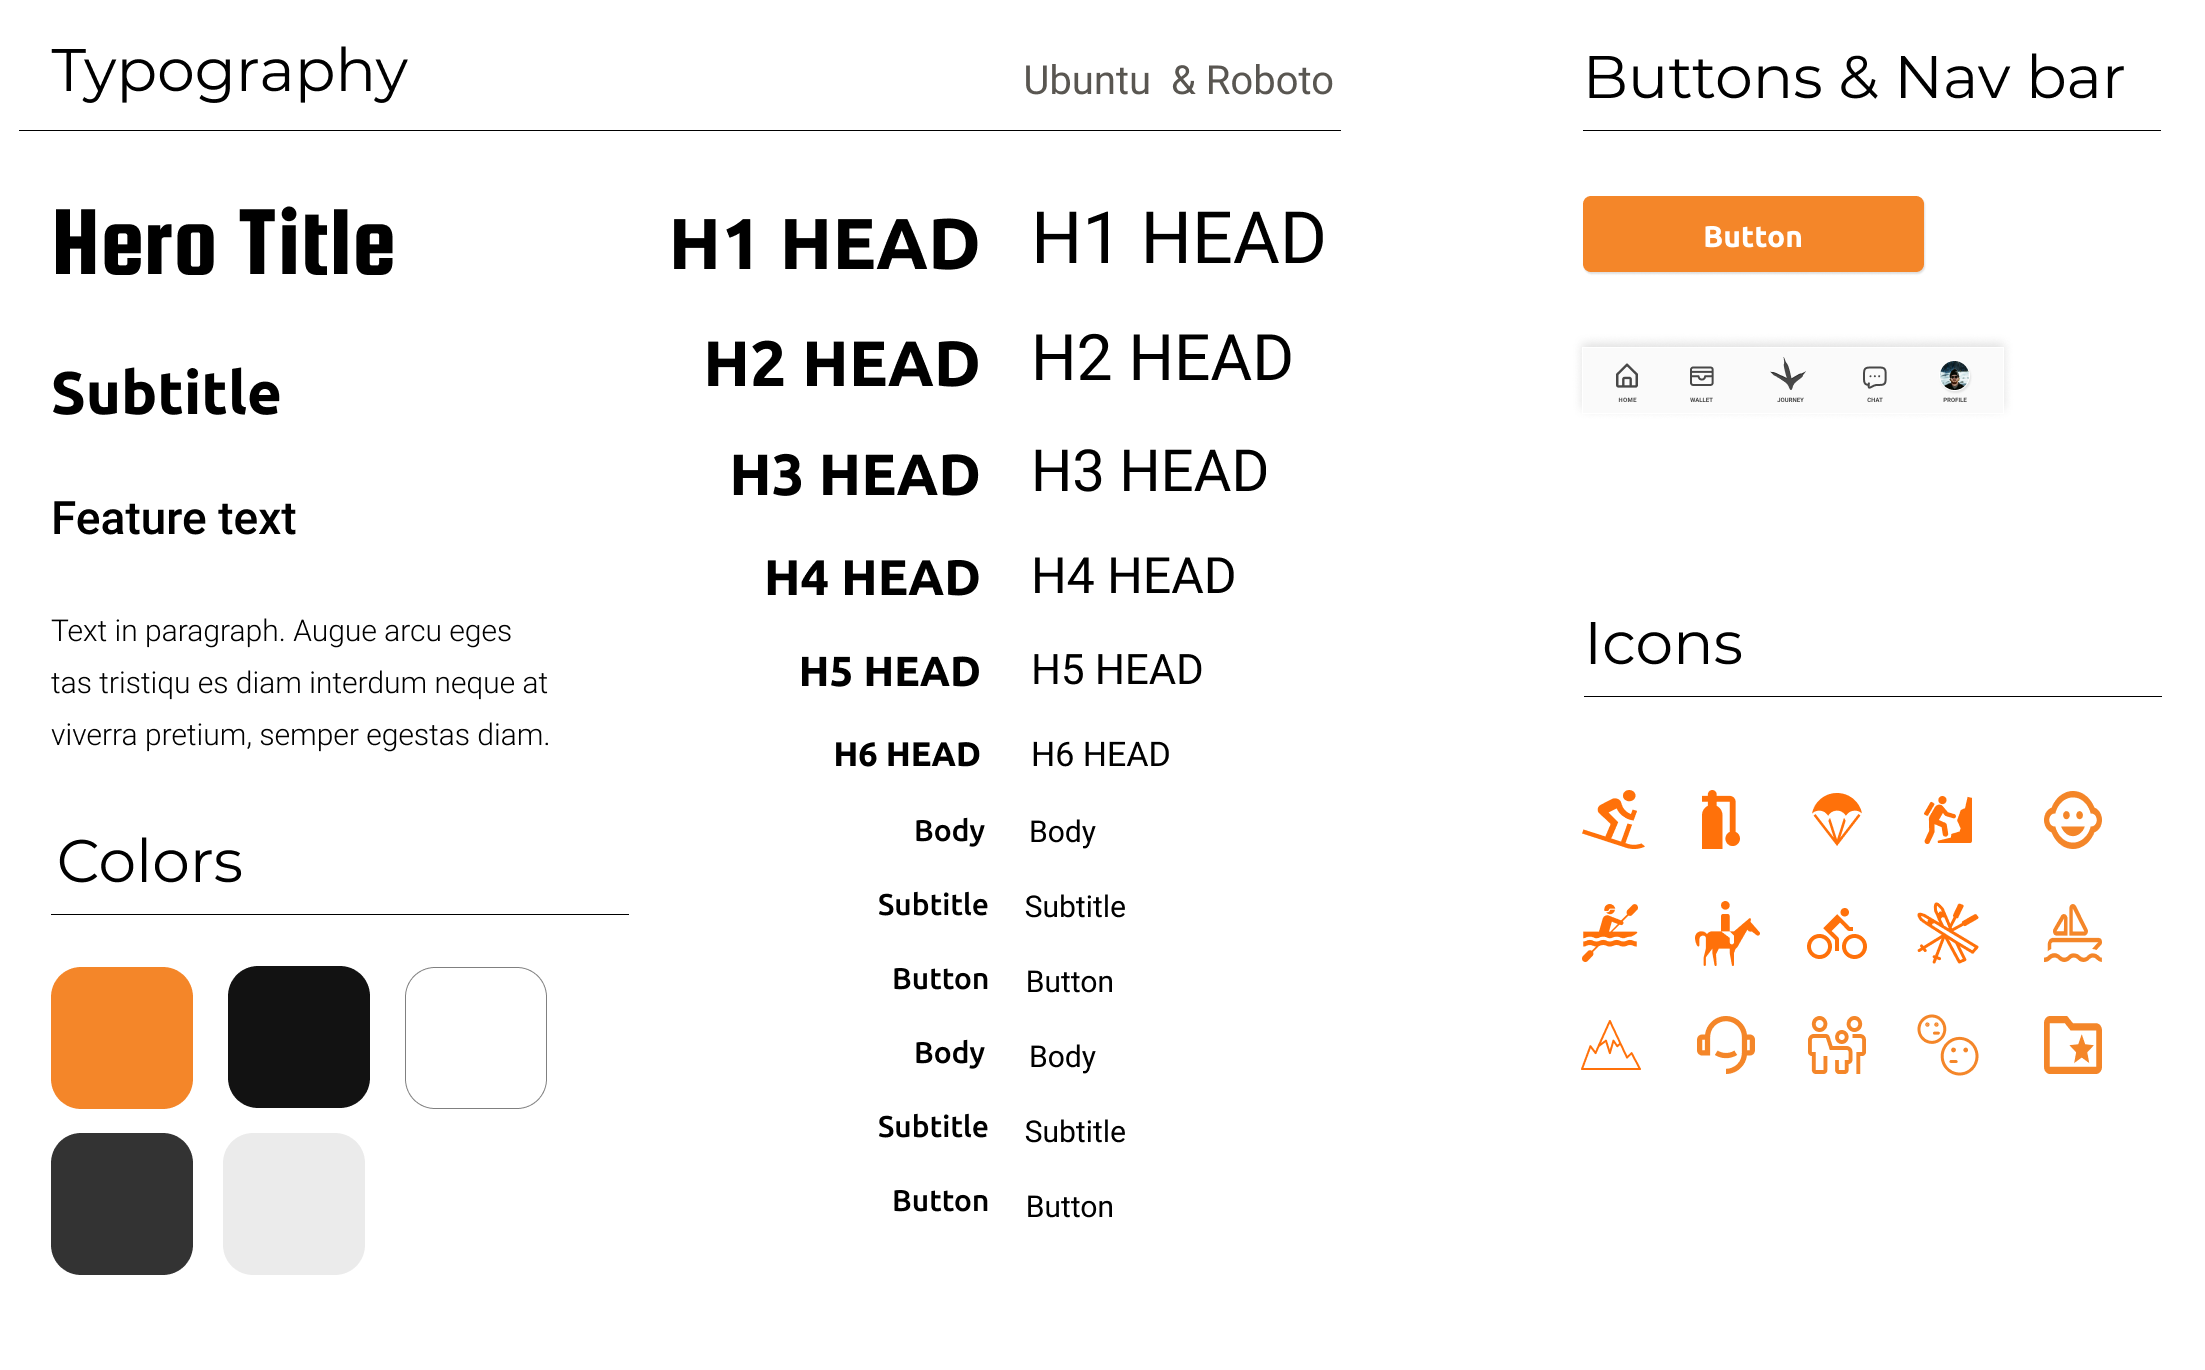 Typography
Ubuntu & Roboto
Hero Title
Subtitle
Feature text
Text in paragraph. Augue arcu eges
tas tristiqu es diam interdum neque at
viverra pretium, semper egestas diam.
H1 HEAD H1 HEAD
H2 HEAD H2 HEAD
H3 HEAD H3 HEAD
H4 HEAD H4 HEAD
H5 HEAD H5 HEAD
H6 HEAD H6 HEAD
Body Body
Subtitle Subtitle
Button Button
Body Body
Subtitle Subtitle
Button Button
Colors
Buttons & Nav bar
Button
HOME WALLET JOURNEY CHAT PROFILE
Icons